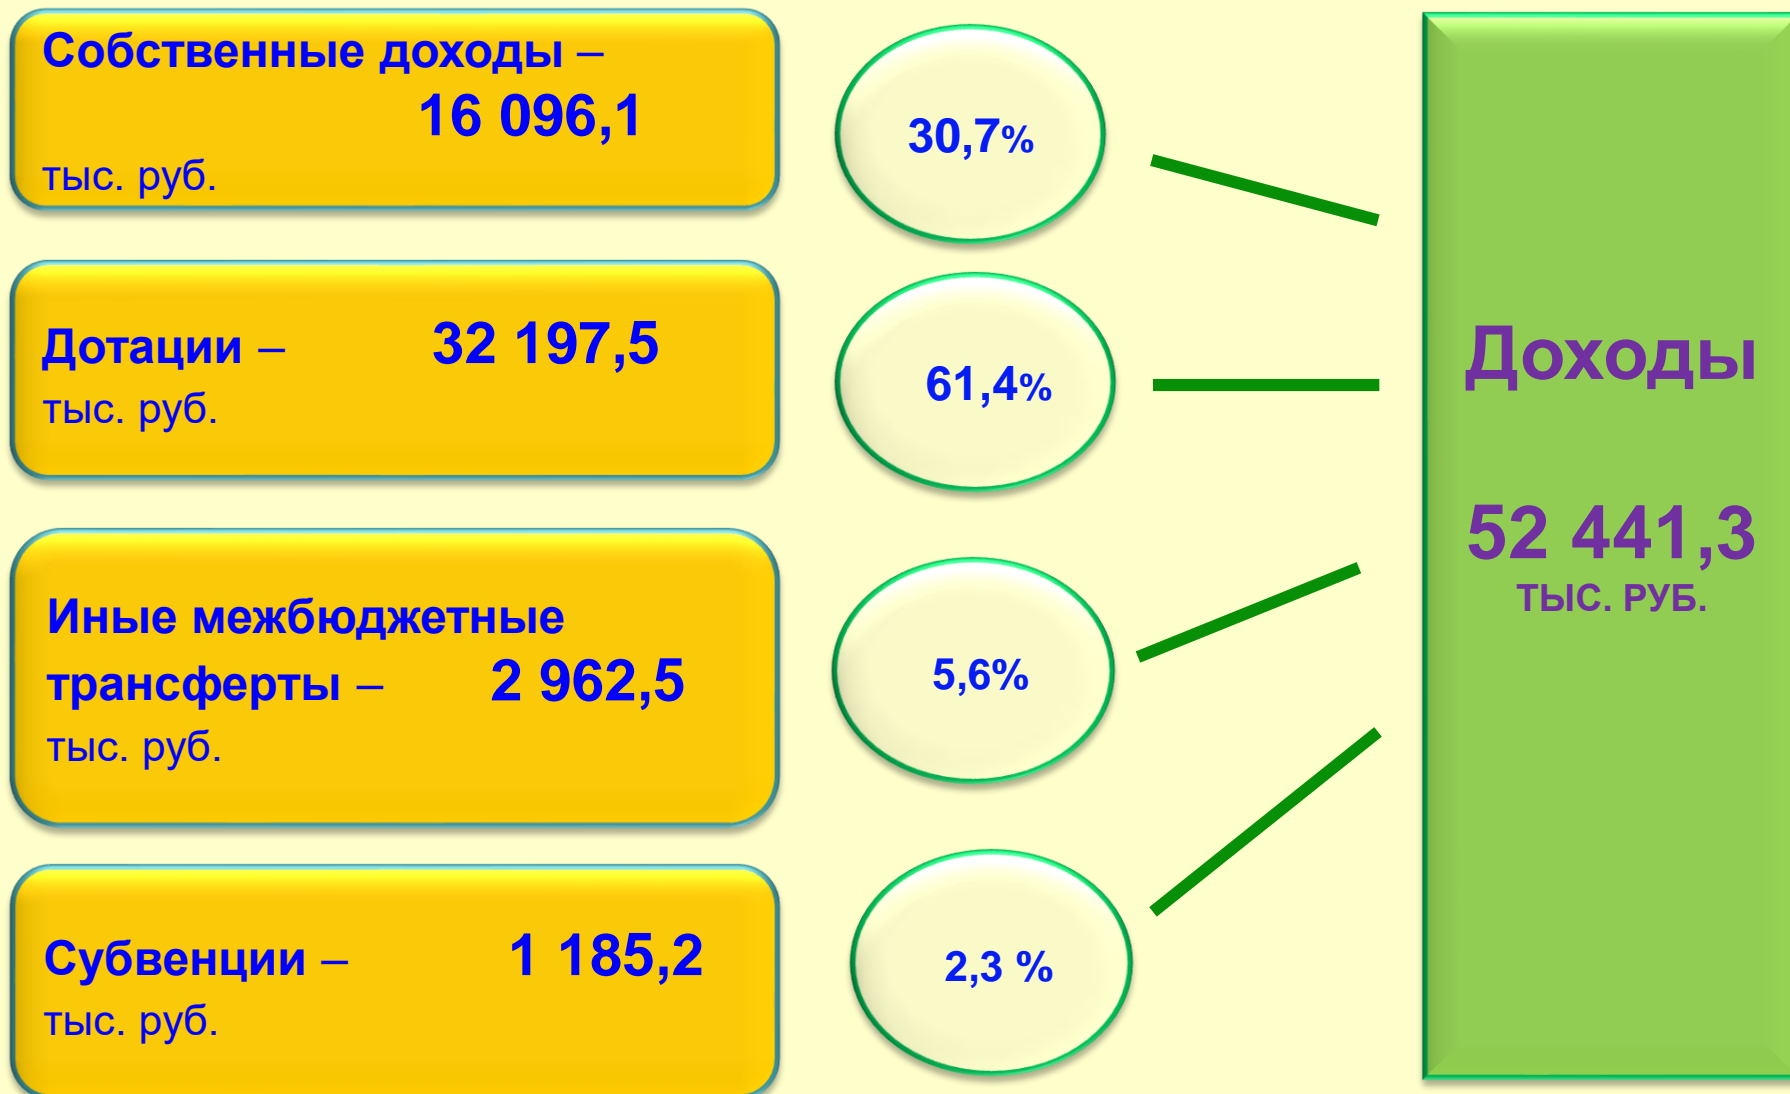 Собственные доходы –
16 096,1
тыс. руб.
30,7%
Дотации – 32 197,5
тыс. руб.
61,4%
Иные межбюджетные
трансферты – 2 962,5
тыс. руб.
5,6%
Субвенции – 1 185,2
тыс. руб.
2,3 %
Доходы
52 441,3
ТЫС. РУБ.